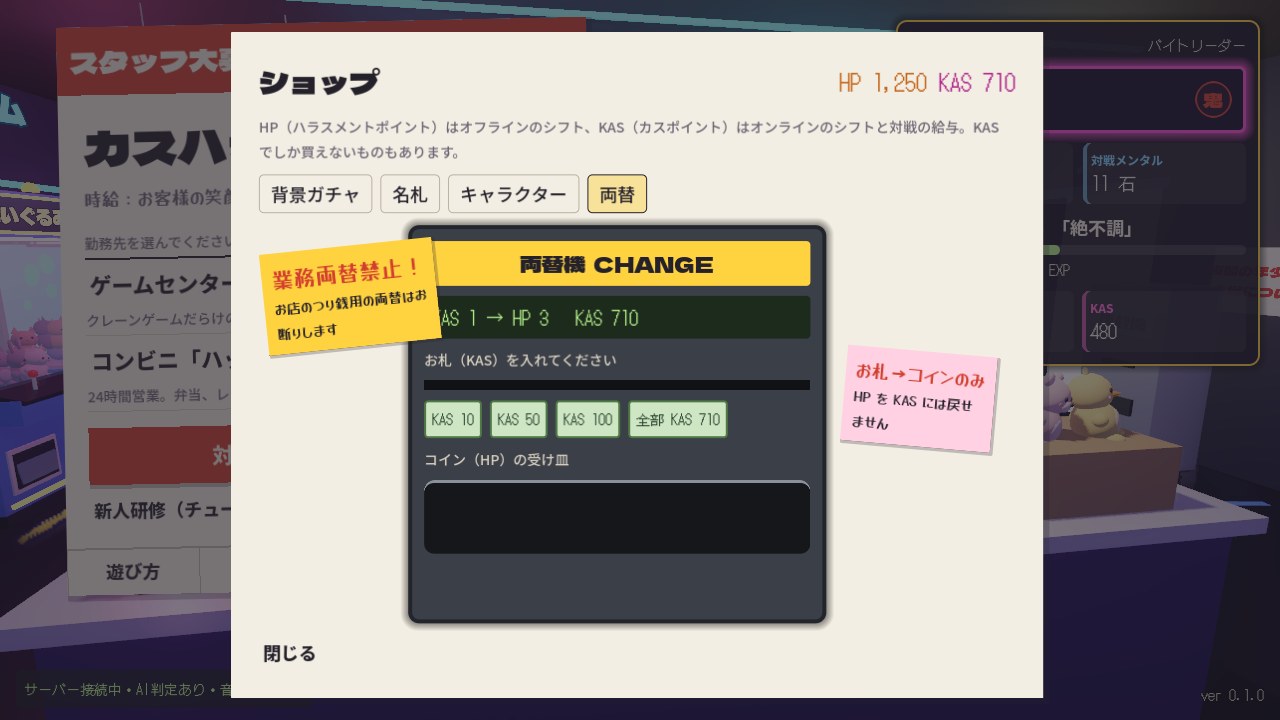 スタッフ大
カスハ
時給：お客様の笑
勤務先を選んでください
ゲームセンター
クレーンゲームだらけの
コンビニ「ハッ
24時間営業。弁当、レ
対
新人研修（チュー
遊び方
サーバー接続中・AI判定あり・音
ショップ
HP 1,250 KAS 710
HP（ハラスメントポイント）はオフラインのシフト、KAS（カスポイント）はオンラインのシフトと対戦の給与。KAS
でしか買えないものもあります。
背景ガチャ
名札
キャラクター
両替
業務両替禁止！
お店のつり銭用の両替はお
断りします
両替機 CHANGE
KAS 1 → HP 3 KAS 710
お札（KAS）を入れてください
KAS 10
KAS 50
KAS 100
全部 KAS 710
コイン（HP）の受け皿
お札→コインのみ
HP を KAS には戻せ
ません
閉じる
バイトリーダー
対戦メンタル
11 石
「絶不調」
EXP
KAS
480
ver 0.1.0